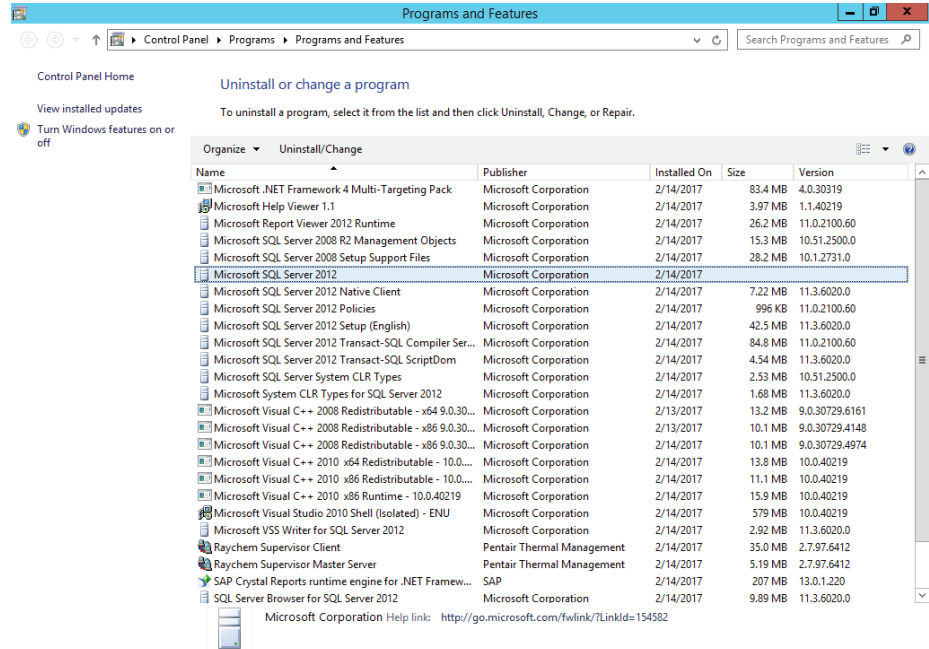 Programs and Features
Control Panel Programs Programs and Features Search Programs and Features
Control Panel Home
View installed updates
Turn Windows features on or
off
Uninstall or change a program
To uninstall a program, select it from the list and then click Uninstall, Change, or Repair.
Organize Uninstall/Change
Name Publisher Installed On Size Version
Microsoft .NET Framework 4 Multi-Targeting Pack Microsoft Corporation 2/14/2017 83.4 MB 4.0.30319
Microsoft Help Viewer 1.1 Microsoft Corporation 2/14/2017 3.97 MB 1.1.40219
Microsoft Report Viewer 2012 Runtime Microsoft Corporation 2/14/2017 26.2 MB 11.0.2100.60
Microsoft SQL Server 2008 R2 Management Objects Microsoft Corporation 2/14/2017 15.3 MB 10.51.2500.0
Microsoft SQL Server 2008 Setup Support Files Microsoft Corporation 2/14/2017 28.2 MB 10.1.2731.0
Microsoft SQL Server 2012 Microsoft Corporation 2/14/2017
Microsoft SQL Server 2012 Native Client Microsoft Corporation 2/14/2017 7.22 MB 11.3.6020.0
Microsoft SQL Server 2012 Policies Microsoft Corporation 2/14/2017 996 KB 11.0.2100.60
Microsoft SQL Server 2012 Setup (English) Microsoft Corporation 2/14/2017 42.5 MB 11.3.6020.0
Microsoft SQL Server 2012 Transact-SQL Compiler Ser... Microsoft Corporation 2/14/2017 84.8 MB 11.0.2100.60
Microsoft SQL Server 2012 Transact-SQL ScriptDom Microsoft Corporation 2/14/2017 4.54 MB 11.3.6020.0
Microsoft SQL Server System CLR Types Microsoft Corporation 2/14/2017 2.53 MB 10.51.2500.0
Microsoft System CLR Types for SQL Server 2012 Microsoft Corporation 2/14/2017 1.68 MB 11.3.6020.0
Microsoft Visual C++ 2008 Redistributable - x64 9.0.30... Microsoft Corporation 2/13/2017 13.2 MB 9.0.30729.6161
Microsoft Visual C++ 2008 Redistributable - x86 9.0.30... Microsoft Corporation 2/13/2017 10.1 MB 9.0.30729.4148
Microsoft Visual C++ 2008 Redistributable - x86 9.0.30... Microsoft Corporation 2/14/2017 10.1 MB 9.0.30729.4974
Microsoft Visual C++ 2010 x64 Redistributable - 10.0.... Microsoft Corporation 2/14/2017 13.8 MB 10.0.40219
Microsoft Visual C++ 2010 x86 Redistributable - 10.0.... Microsoft Corporation 2/14/2017 11.1 MB 10.0.40219
Microsoft Visual C++ 2010 x86 Runtime - 10.0.40219 Microsoft Corporation 2/14/2017 15.9 MB 10.0.40219
Microsoft Visual Studio 2010 Shell (Isolated) - ENU Microsoft Corporation 2/14/2017 579 MB 10.0.40219
Microsoft VSS Writer for SQL Server 2012 Microsoft Corporation 2/14/2017 2.92 MB 11.3.6020.0
Raychem Supervisor Client Pentair Thermal Management 2/14/2017 35.0 MB 2.7.97.6412
Raychem Supervisor Master Server Pentair Thermal Management 2/14/2017 5.19 MB 2.7.97.6412
SAP Crystal Reports runtime engine for .NET Framew... SAP 2/14/2017 207 MB 13.0.1.220
SQL Server Browser for SQL Server 2012 Microsoft Corporation 2/14/2017 9.89 MB 11.3.6020.0
Microsoft Corporation Help link: http://go.microsoft.com/fwlink/?LinkId=154582